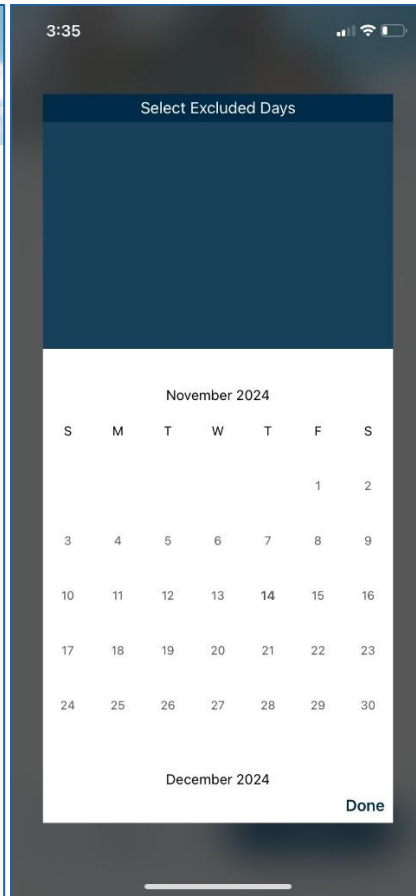 3:35
Select Excluded Days
November 2024
S M T W T F S
1 2
3 4 5 6 7 8 9
10 11 12 13 14 15 16
17 18 19 20 21 22 23
24 25 26 27 28 29 30
December 2024
Done